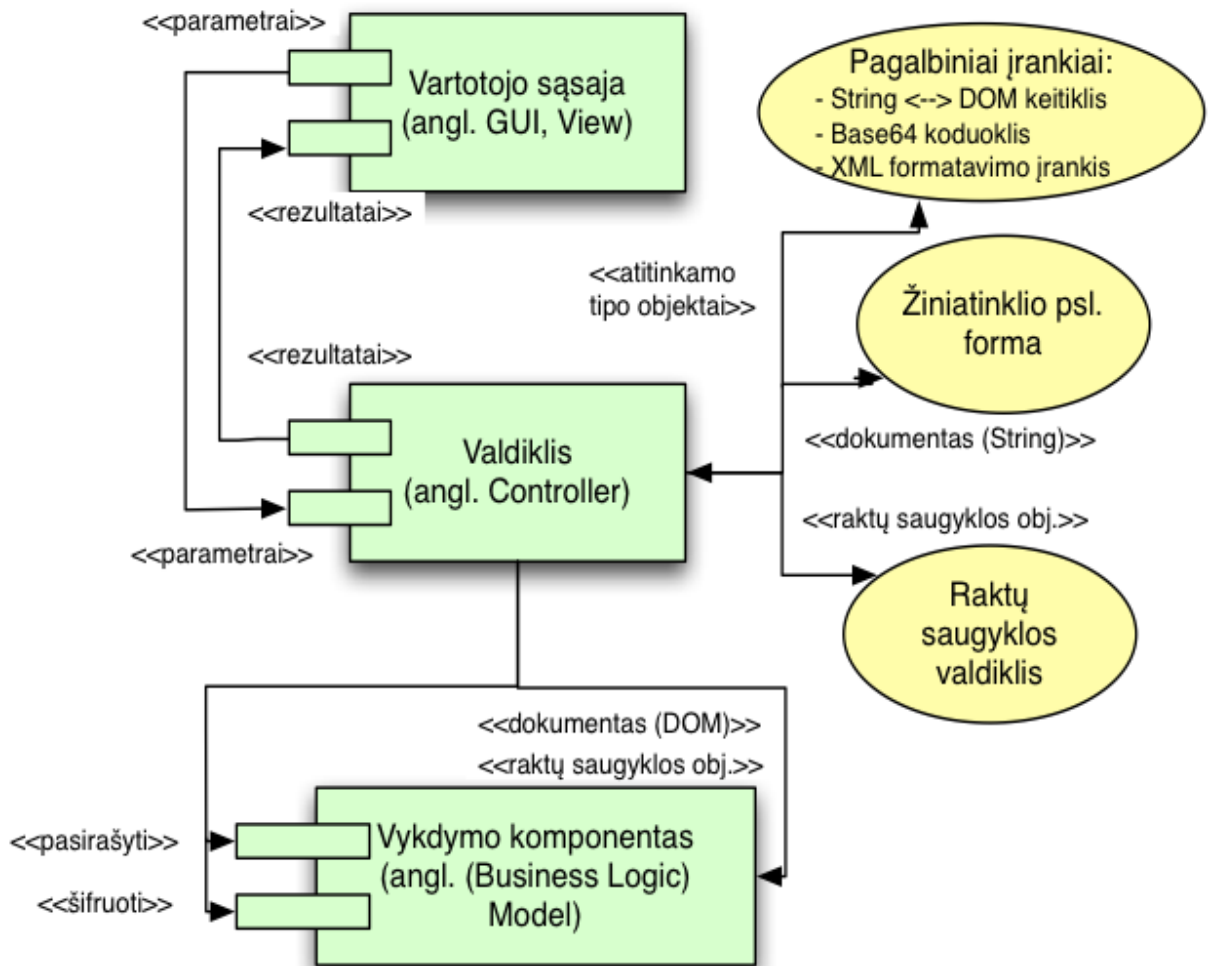 <<parametrai>>
Vartotojo sąsaja
(angl. GUI, View)
<<rezultatai>>
Pagalbiniai įrankiai:
- String <--> DOM keitiklis
- Base64 koduoklis
- XML formatavimo įrankis
<<atitinkamo
tipo objektai>>
Žiniatinklio psl.
forma
<<rezultatai>>
Valdiklis
(angl. Controller)
<<parametrai>>
<<dokumentas (String)>>
<<raktų saugyklos obj.>>
Raktų
saugyklos
valdiklis
<<dokumentas (DOM)>>
<<raktų saugyklos obj.>>
<<pasirašyti>>
<<šifruoti>>
Vykdymo komponentas
(angl. (Business Logic)
Model)